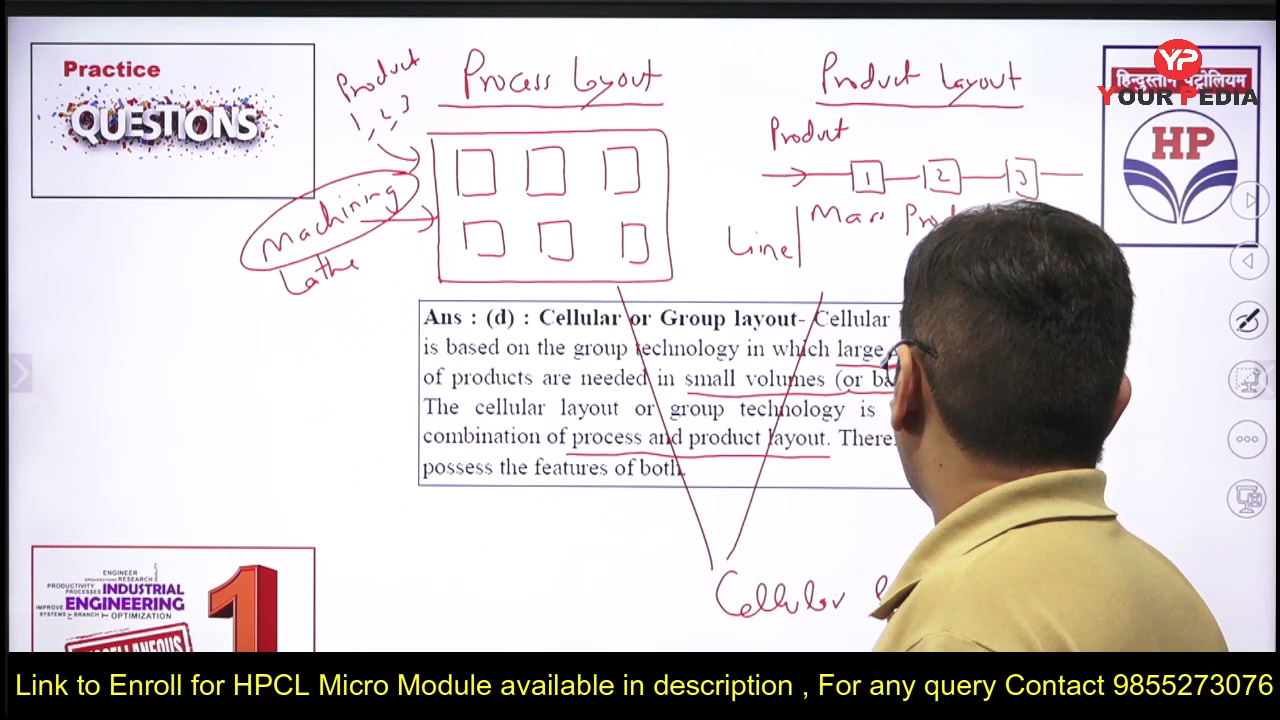 Practice
QUESTIONS
Process Layout
Product
1, 2, 3
Machining
Lathe
Product Layout
Product
1 2 3
Mass
Line
हिन्दुस्तान पेट्रोलियम
HP
YP
YOUR PEDIA
Ans : (d) : Cellular or Group layout- Cellular
is based on the group technology in which large
of products are needed in small volumes (or
The cellular layout or group technology is
combination of process and product layout.
possess the features of both.
Cellular
ENGINEER
PRODUCTIVITY ORGANIZATIONS RESEARCH QUALITY
PROCESSES INDUSTRIAL
IMPROVE ENGINEERING
SYSTEMS BRANCH OPTIMIZATION
MISCELLANEOUS
1
Link to Enroll for HPCL Micro Module available in description , For any query Contact 9855273076